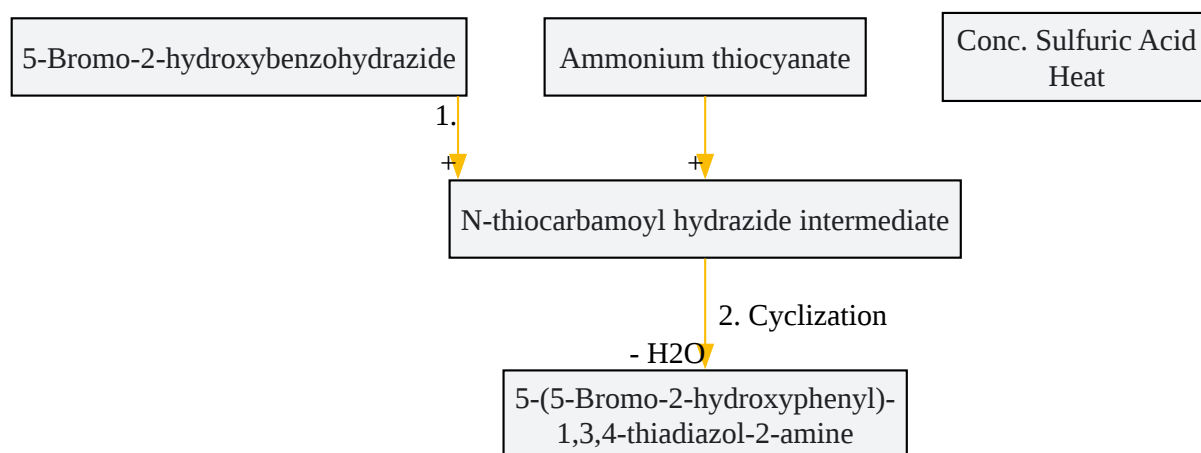 5-Bromo-2-hydroxybenzohydrazide
Ammonium thiocyanate
Conc. Sulfuric Acid
Heat
1.
+
+
N-thiocarbamoyl hydrazide intermediate
2. Cyclization
- H2O
5-(5-Bromo-2-hydroxyphenyl)-
1,3,4-thiadiazol-2-amine